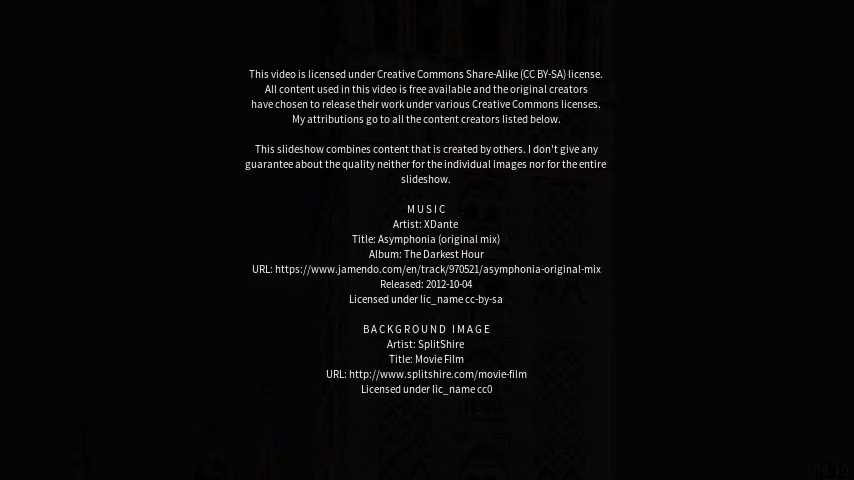 This video is licensed under Creative Commons Share-Alike (CC BY-SA) license.
All content used in this video is free available and the original creators
have chosen to release their work under various Creative Commons licenses.
My attributions go to all the content creators listed below.
This slideshow combines content that is created by others. I don't give any
guarantee about the quality neither for the individual images nor for the entire
slideshow.
MUSIC
Artist: XDante
Title: Asymphonia (original mix)
Album: The Darkest Hour
URL: https://www.jamendo.com/en/track/970521/asymphonia-original-mix
Released: 2012-10-04
Licensed under lic_name cc-by-sa
BACKGROUND IMAGE
Artist: SplitShire
Title: Movie Film
URL: http://www.splitshire.com/movie-film
Licensed under lic_name cc0